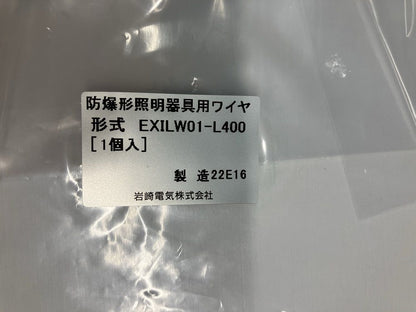 防爆形照明器具用ワイヤ
形式 EXILW01-L400
[1個入]
製 造22E16
岩崎電気株式会社